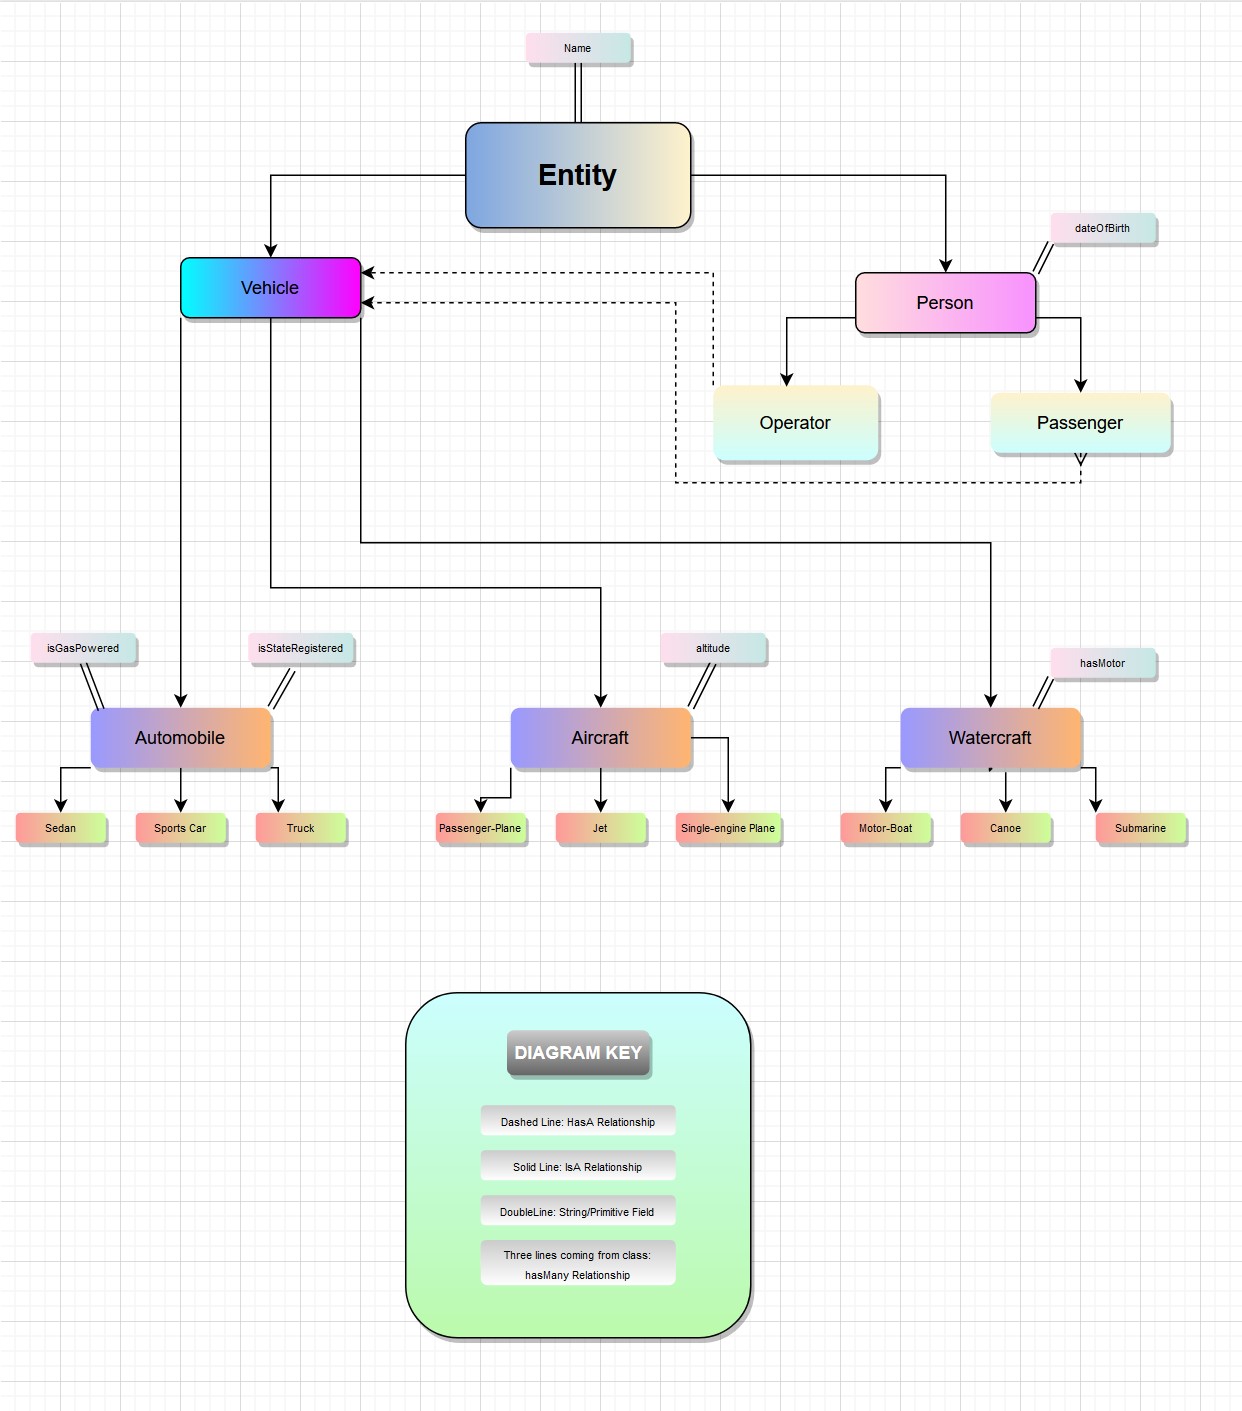 Name
Entity
dateOfBirth
Vehicle
Person
Operator
Passenger
isGasPowered
isStateRegistered
altitude
hasMotor
Automobile
Aircraft
Watercraft
Sedan
Sports Car
Truck
Passenger-Plane
Jet
Single-engine Plane
Motor-Boat
Canoe
Submarine
DIAGRAM KEY
Dashed Line: HasA Relationship
Solid Line: IsA Relationship
DoubleLine: String/Primitive Field
Three lines coming from class:
hasMany Relationship